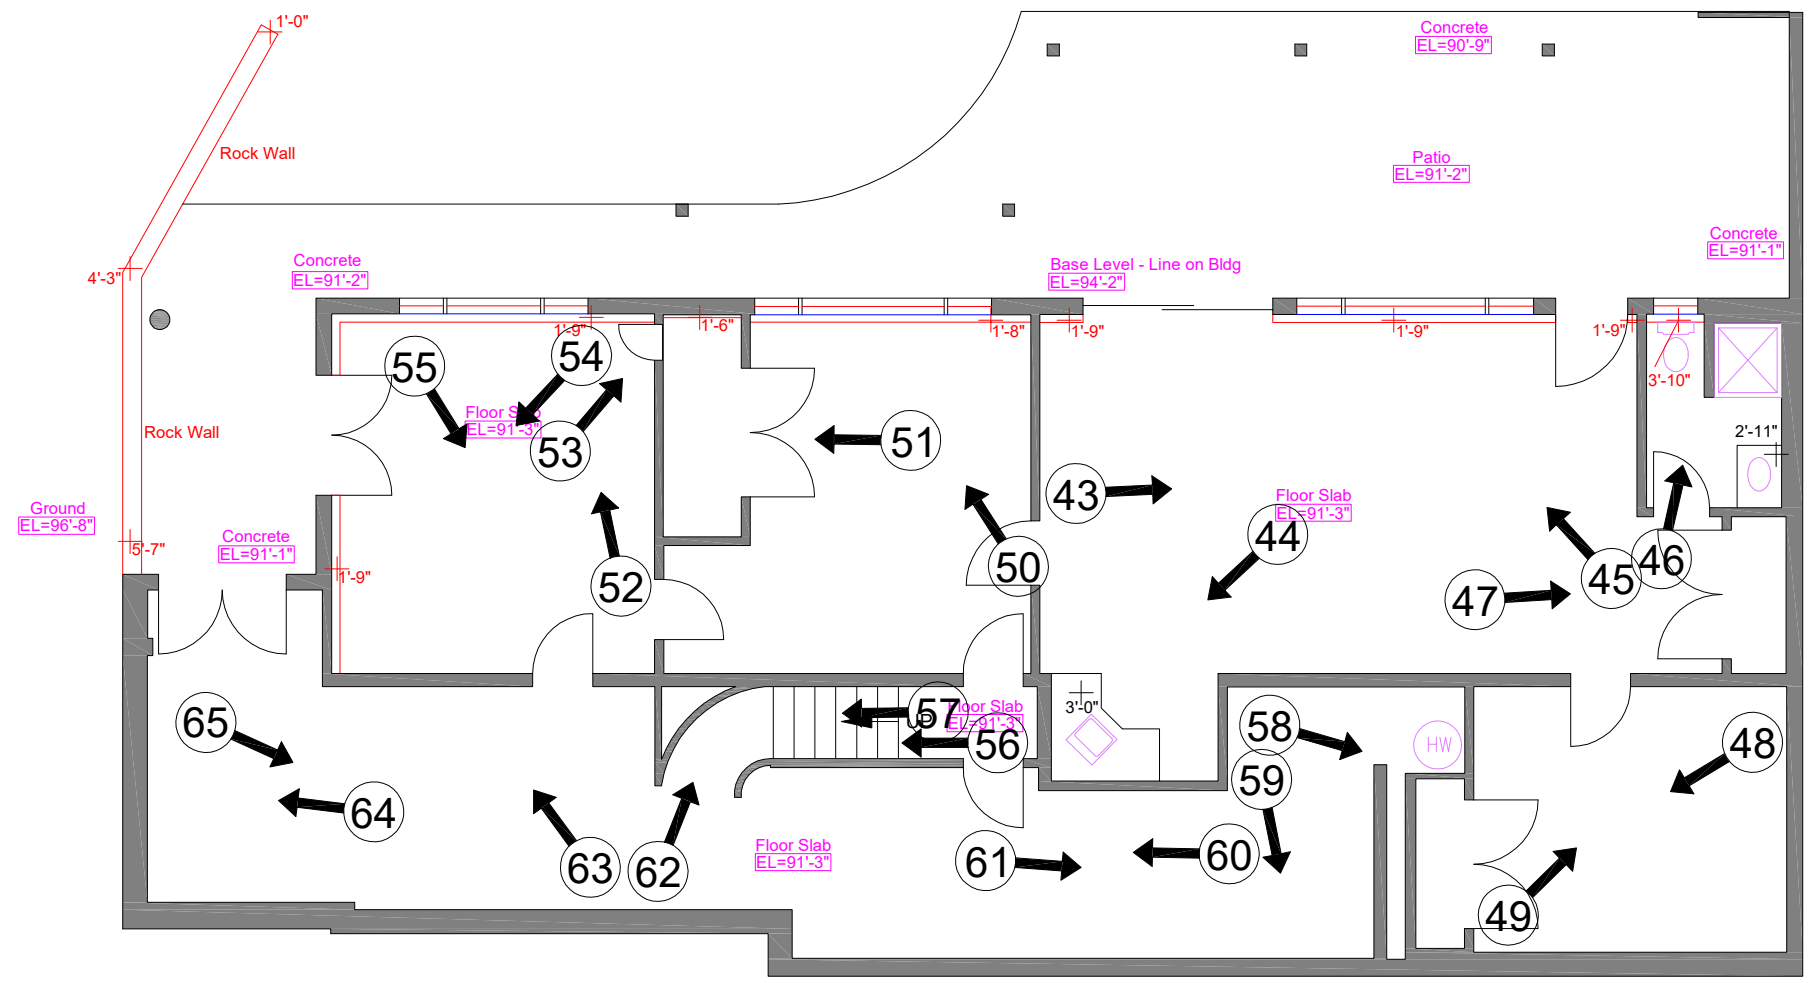 1'-0"
Concrete
EL=90'-9"
Rock Wall
Patio
EL=91'-2"
Concrete
EL=91'-1"
Concrete
EL=91'-2"
4'-3"
Base Level - Line on Bldg
EL=94'-2"
1'-9"
1'-6"
1'-8"
1'-9"
1'-9"
1'-9"
3'-10"
55
54
Floor Slab
EL=91'-3"
53
51
Rock Wall
2'-11"
43
Floor Slab
EL=91'-3"
44
Ground
EL=96'-8"
Concrete
EL=91'-1"
5'-7"
1'-9"
52
50
47
45
46
65
57
UP
Floor Slab
EL=91'-3"
56
3'-0"
58
HW
48
59
64
63
62
Floor Slab
EL=91'-3"
61
60
49